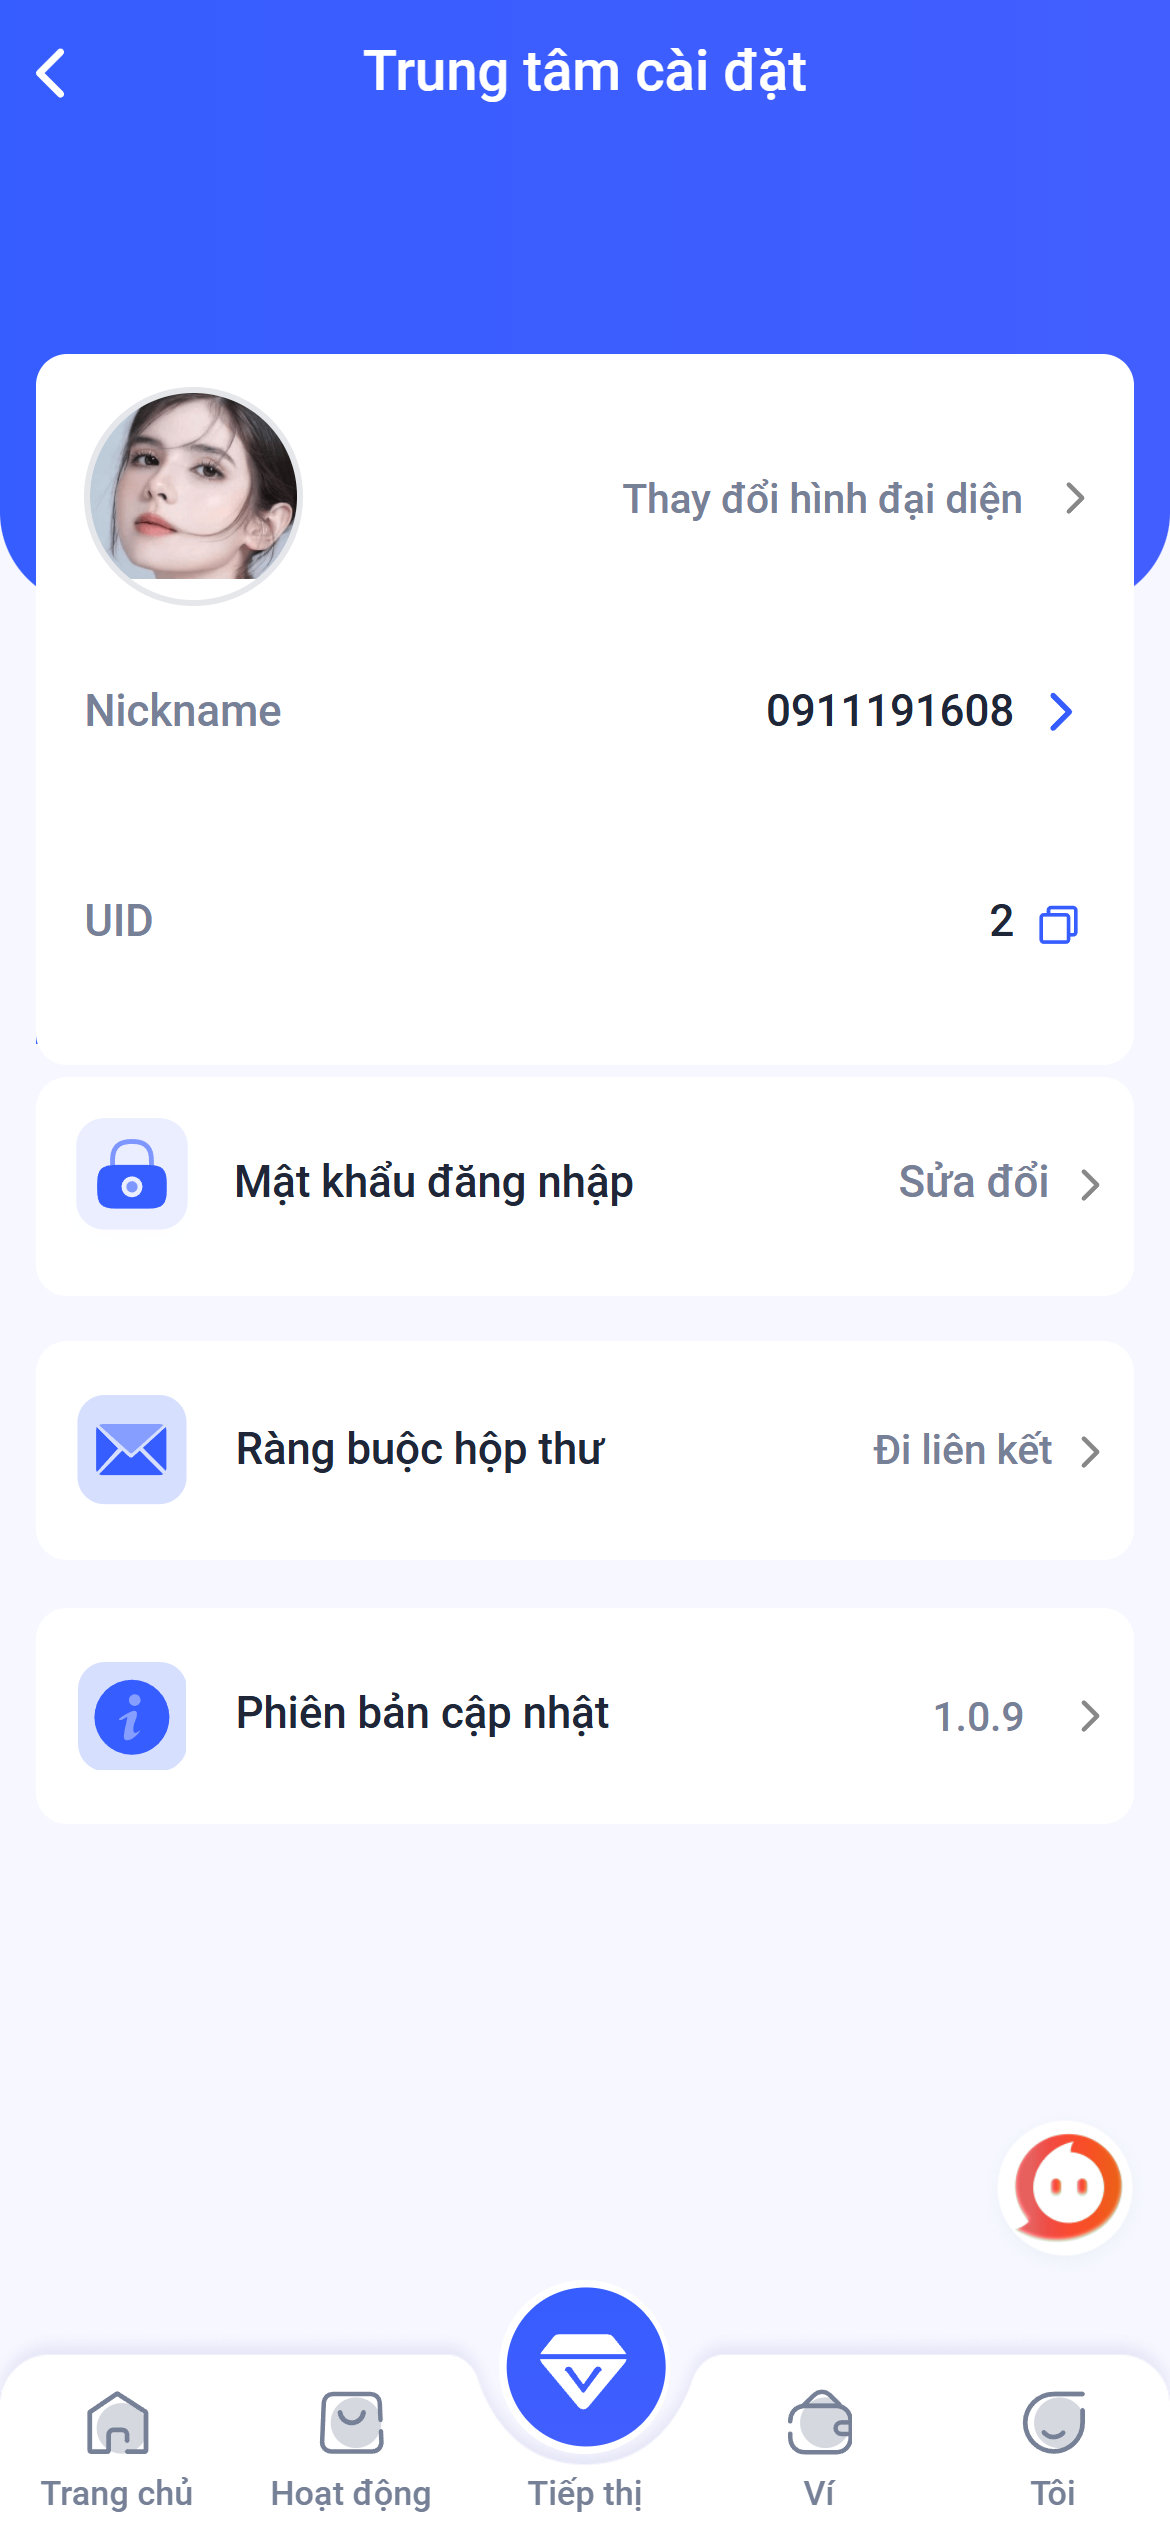 Trung tâm cài đặt
Thay đổi hình đại diện
Nickname 0911191608
UID 2
Mật khẩu đăng nhập Sửa đổi
Ràng buộc hộp thư Đi liên kết
Phiên bản cập nhật 1.0.9
Trang chủ Hoạt động Tiếp thị Ví Tôi